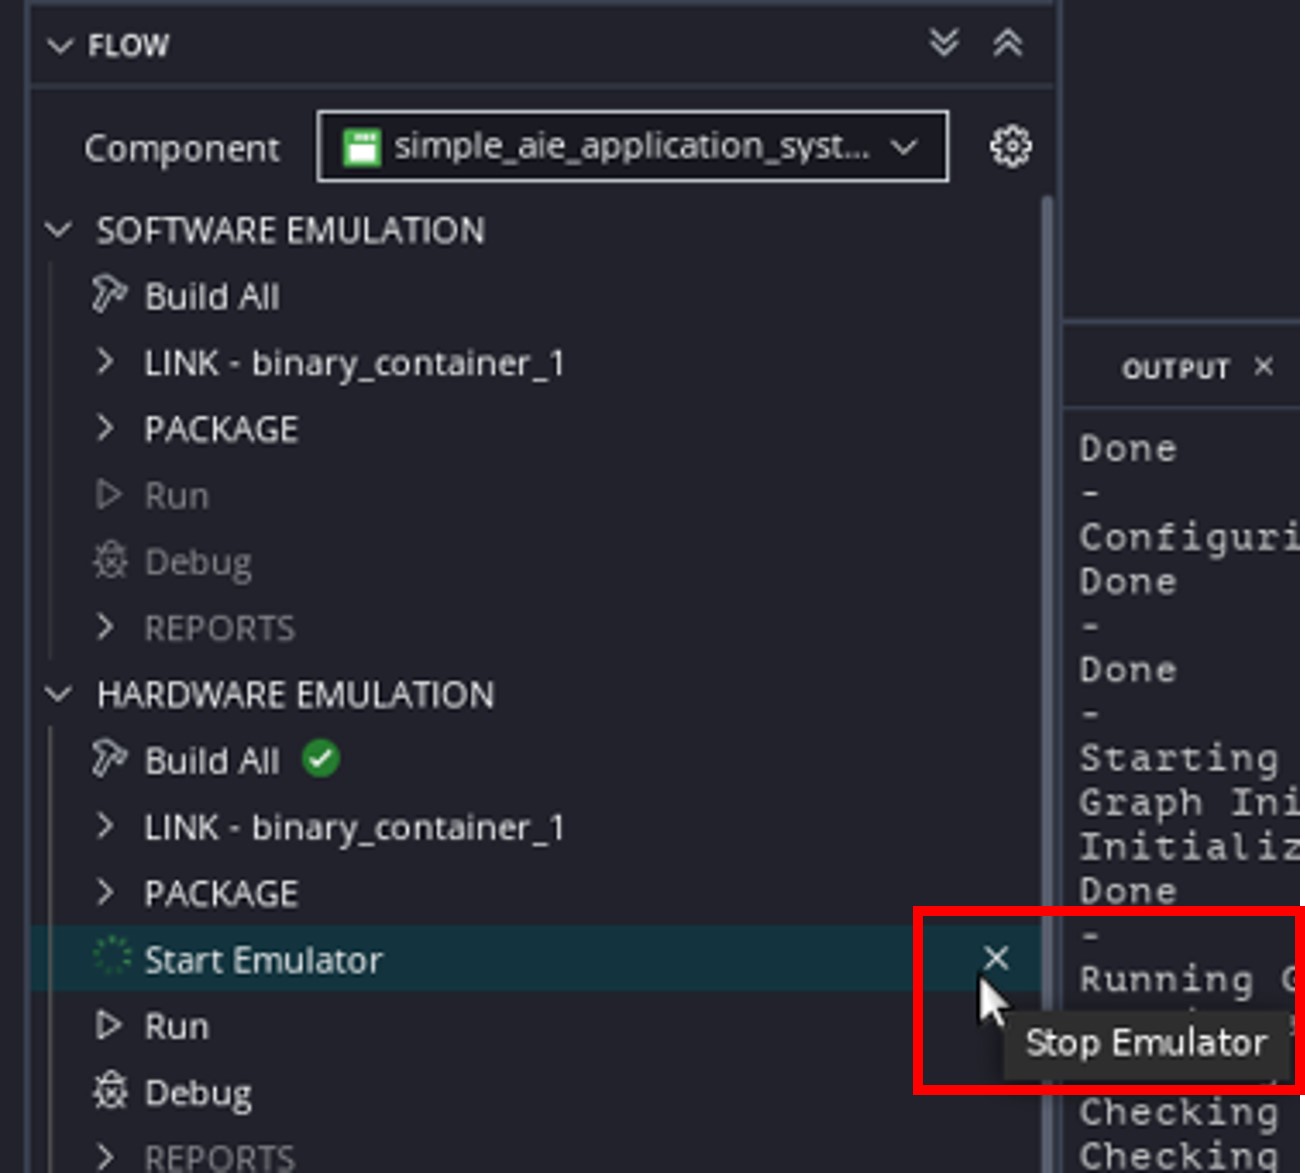 FLOW
Component simple_aie_application_syst...
SOFTWARE EMULATION
Build All
LINK - binary_container_1
PACKAGE
Run
Debug
REPORTS
HARDWARE EMULATION
Build All
LINK - binary_container_1
PACKAGE
Start Emulator
Run
Debug
REPORTS
OUTPUT
Done
-
Configuri
Done
-
Done
-
Starting
Graph Ini
Initializ
Done
-
Running
Stop Emulator
Checking
Checking